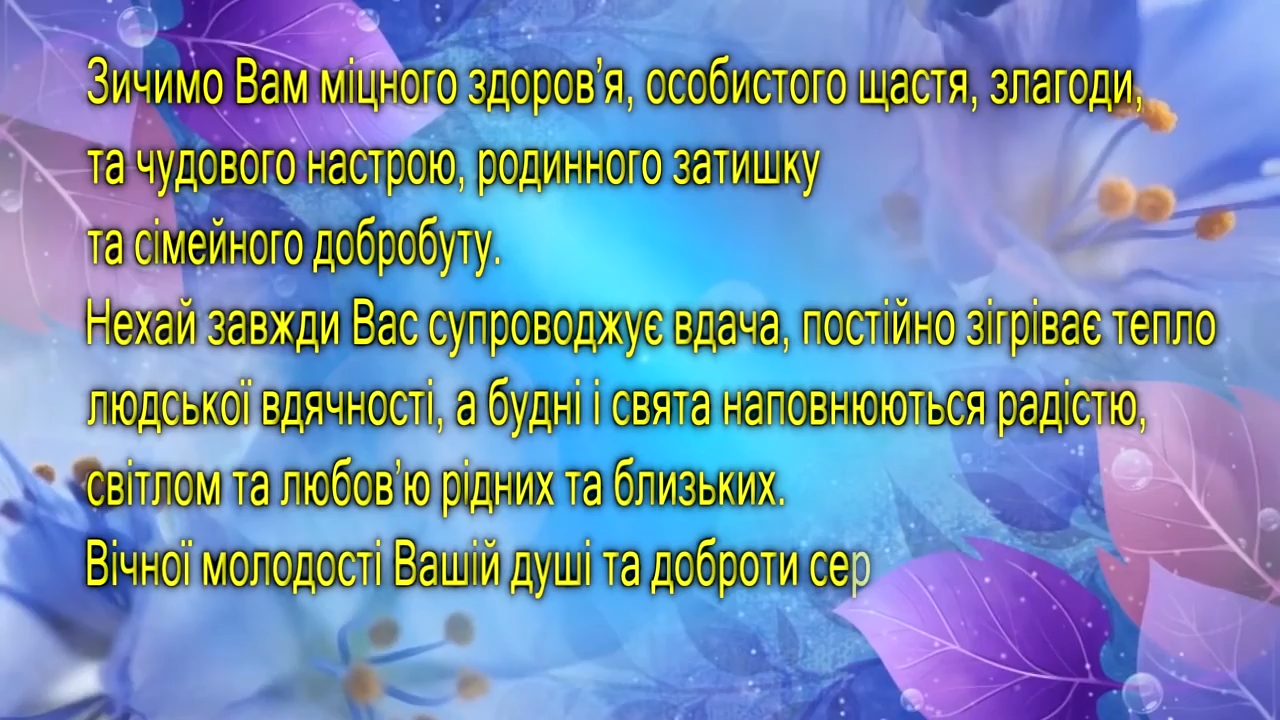 Зичимо Вам міцного здоров’я, особистого щастя, злагоди,
та чудового настрою, родинного затишку
та сімейного добробуту.
Нехай завжди Вас супроводжує вдача, постійно зігріває тепло
людської вдячності, а будні і свята наповнюються радістю,
світлом та любов’ю рідних та близьких.
Вічної молодості Вашій душі та доброти сер